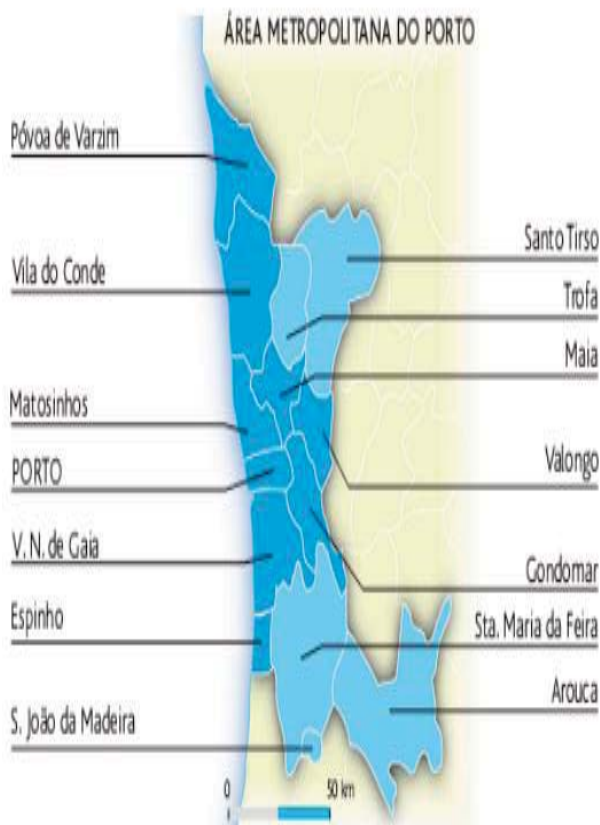 ÁREA METROPOLITANA DO PORTO
Póvoa de Varzim
Vila do Conde
Matosinhos
PORTO
V. N. de Gaia
Espinho
S. João da Madeira
Santo Tirso
Trofa
Maia
Valongo
Gondomar
Sta. Maria da Feira
Arouca
0 50 km